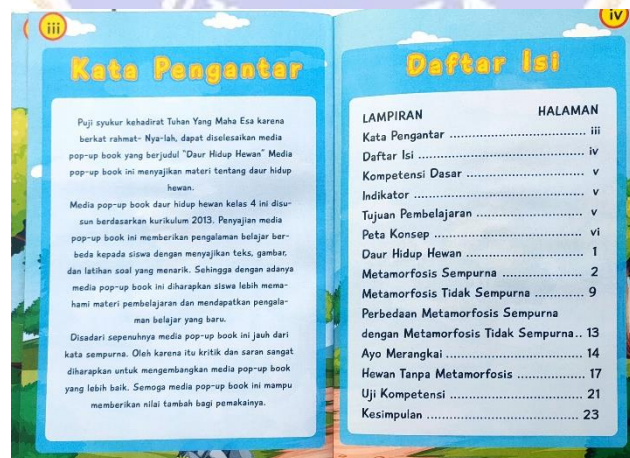 iii
Kata Pengantar
Puji syukur kehadirat Tuhan Yang Maha Esa karena
berkat rahmat- Nya-lah, dapat diselesaikan media
pop-up book yang berjudul "Daur Hidup Hewan" Media
pop-up book ini menyajikan materi tentang daur hidup
hewan.
Media pop-up book daur hidup hewan kelas 4 ini disu-
sun berdasarkan kurikulum 2013. Penyajian media
pop-up book ini memberikan pengalaman belajar ber-
beda kepada siswa dengan menyajikan teks, gambar,
dan latihan soal yang menarik. Sehingga dengan adanya
media pop-up book ini diharapkan siswa lebih mema-
hami materi pembelajaran dan mendapatkan pengala-
man belajar yang baru.
Disadari sepenuhnya media pop-up book ini jauh dari
kata sempurna. Oleh karena itu kritik dan saran sangat
diharapkan untuk mengembangkan media pop-up book
yang lebih baik. Semoga media pop-up book ini mampu
memberikan nilai tambah bagi pemakainya.
iv
Daftar Isi
LAMPIRAN HALAMAN
Kata Pengantar ................................... iii
Daftar Isi ........................................... iv
Kompetensi Dasar .............................. v
Indikator ............................................ v
Tujuan Pembelajaran .......................... v
Peta Konsep ...................................... vi
Daur Hidup Hewan ............................. 1
Metamorfosis Sempurna .................... 2
Metamorfosis Tidak Sempurna ............. 9
Perbedaan Metamorfosis Sempurna
dengan Metamorfosis Tidak Sempurna.. 13
Ayo Merangkai .................................. 14
Hewan Tanpa Metamorfosis ................ 17
Uji Kompetensi .................................. 21
Kesimpulan ....................................... 23